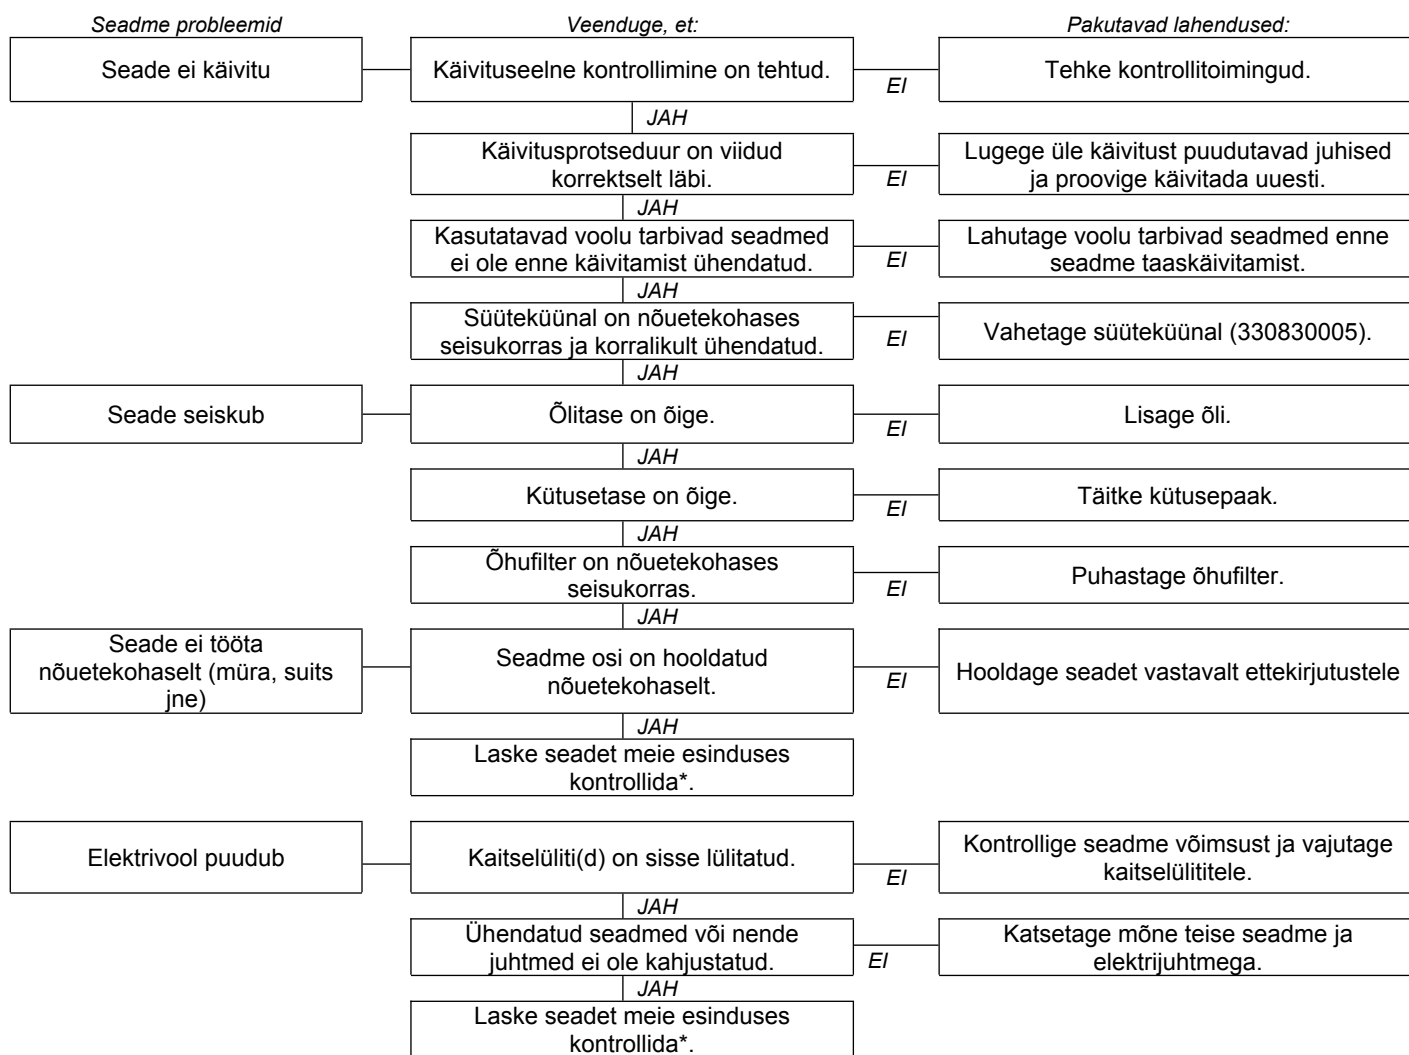 Seadme probleemid
Veenduge, et:
Pakutavad lahendused:
Seade ei käivitu
Käivituseelne kontrollimine on tehtud.
EI
Tehke kontrollitoimingud.
JAH
Käivitusprotseduur on viidud
korrektselt läbi.
EI
Lugege üle käivitust puudutavad juhised
ja proovige käivitada uuesti.
JAH
Kasutatavad voolu tarbivad seadmed
ei ole enne käivitamist ühendatud.
EI
Lahutage voolu tarbivad seadmed enne
seadme taaskäivitamist.
JAH
Süüteküünal on nõuetekohases
seisukorras ja korralikult ühendatud.
EI
Vahetage süüteküünal (330830005).
JAH
Seade seiskub
Õlitase on õige.
EI
Lisage õli.
JAH
Kütusetase on õige.
EI
Täitke kütusepaak.
JAH
Õhufilter on nõuetekohases
seisukorras.
EI
Puhastage õhufilter.
JAH
Seade ei tööta
nõuetekohaselt (müra, suits
jne)
Seadme osi on hooldatud
nõuetekohaselt.
EI
Hooldage seadet vastavalt ettekirjutustele
JAH
Laske seadet meie esinduses
kontrollida*.
Elektrivool puudub
Kaitselüliti(d) on sisse lülitatud.
EI
Kontrollige seadme võimsust ja vajutage
kaitselülititele.
JAH
Ühendatud seadmed või nende
juhtmed ei ole kahjustatud.
EI
Katsetage mõne teise seadme ja
elektrijuhtmega.
JAH
Laske seadet meie esinduses
kontrollida*.